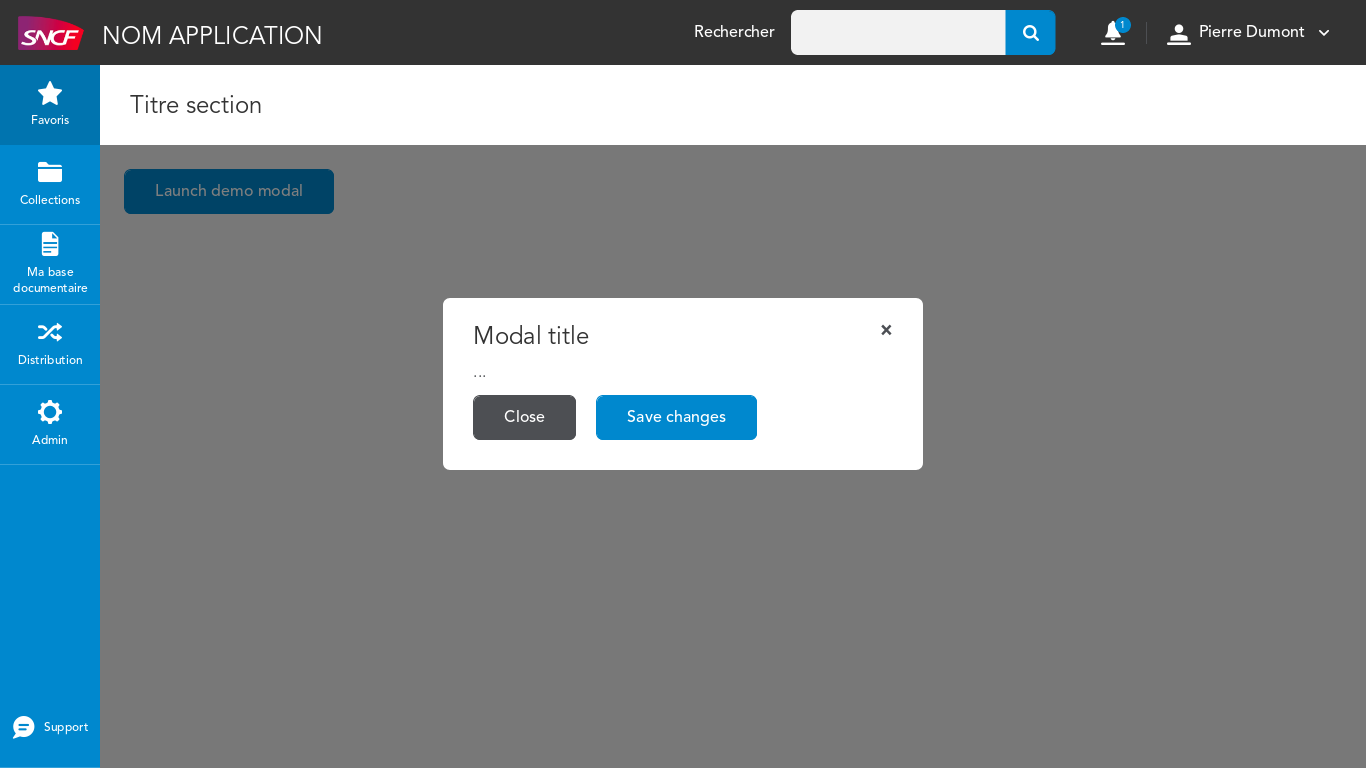 SNCF
NOM APPLICATION
Rechercher
1
Pierre Dumont
Favoris
Collections
Ma base
documentaire
Distribution
Admin
Support
Titre section
Launch demo modal
Modal title
×
...
Close
Save changes